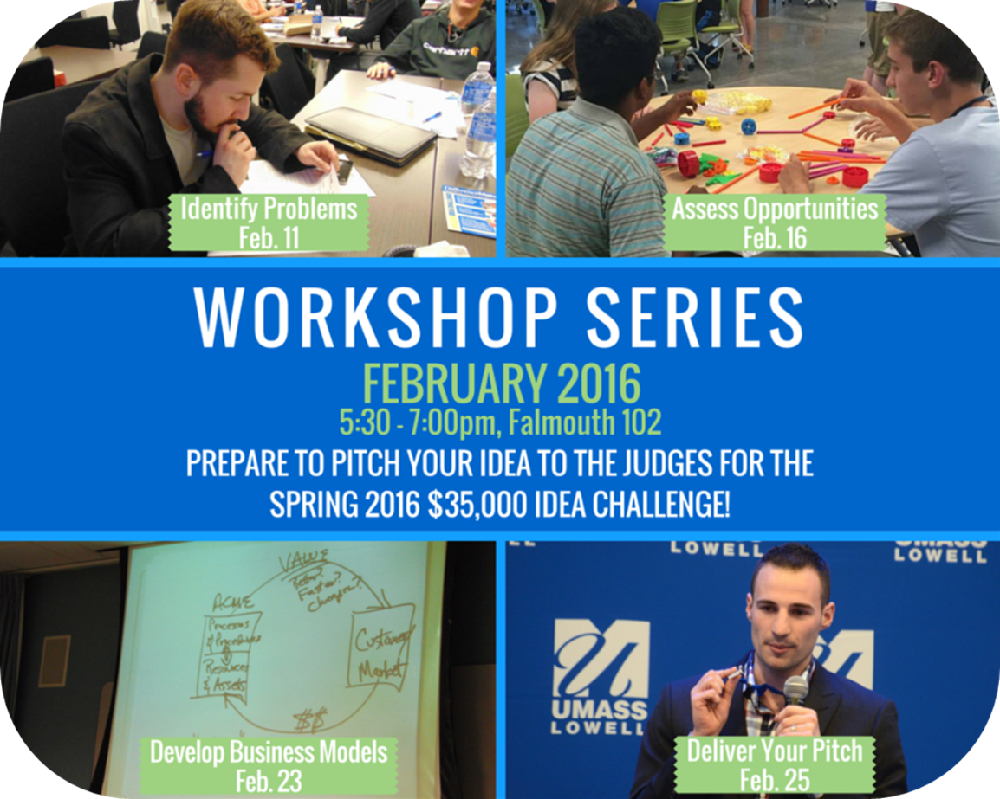 carhartt
Identify Problems
Feb. 11
Assess Opportunities
Feb. 16
WORKSHOP SERIES
FEBRUARY 2016
5:30 - 7:00pm, Falmouth 102
PREPARE TO PITCH YOUR IDEA TO THE JUDGES FOR THE
SPRING 2016 $35,000 IDEA CHALLENGE!
VALUE
Better?
Faster?
Cheaper?
ACME
Processes
& Procedures
Resources
& Assets
Customer
Market
$$$
Develop Business Models
Feb. 23
LOWELL
UMASS
LOWELL
UMASS
LOWELL
Deliver Your Pitch
Feb. 25